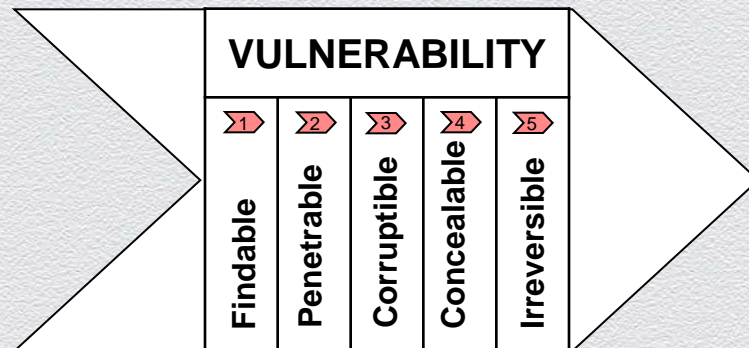 VULNERABILITY
1
Findable
2
Penetrable
3
Corruptible
4
Concealable
5
Irreversible